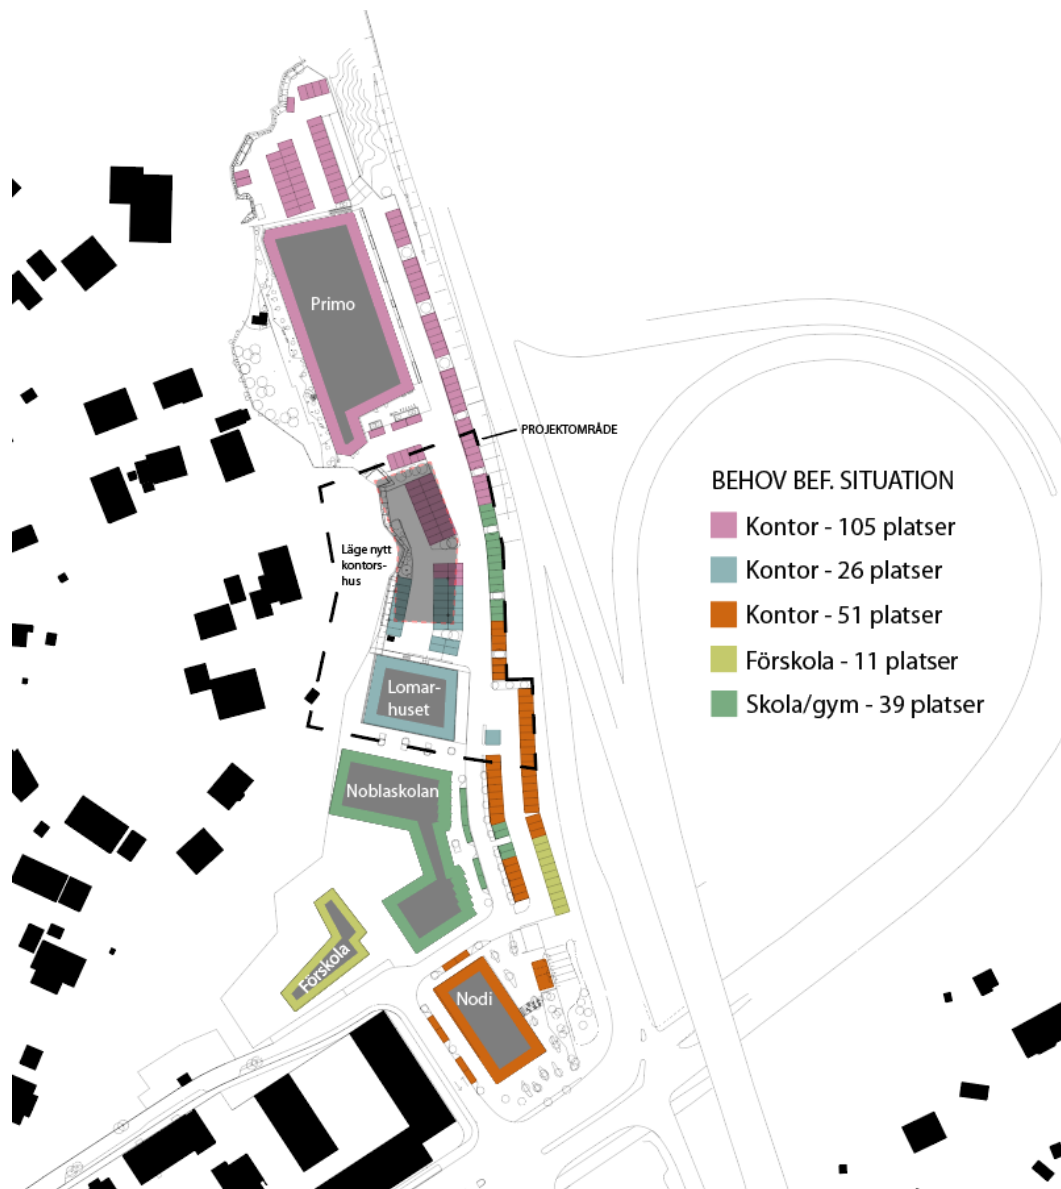 Primo
PROJEKTOMRÅDE
BEHOV BEF. SITUATION
Kontor - 105 platser
Kontor - 26 platser
Kontor - 51 platser
Förskola - 11 platser
Skola/gym - 39 platser
Läge nytt
kontors-
hus
Lomar-
huset
Noblaskolan
Förskola
Nodi